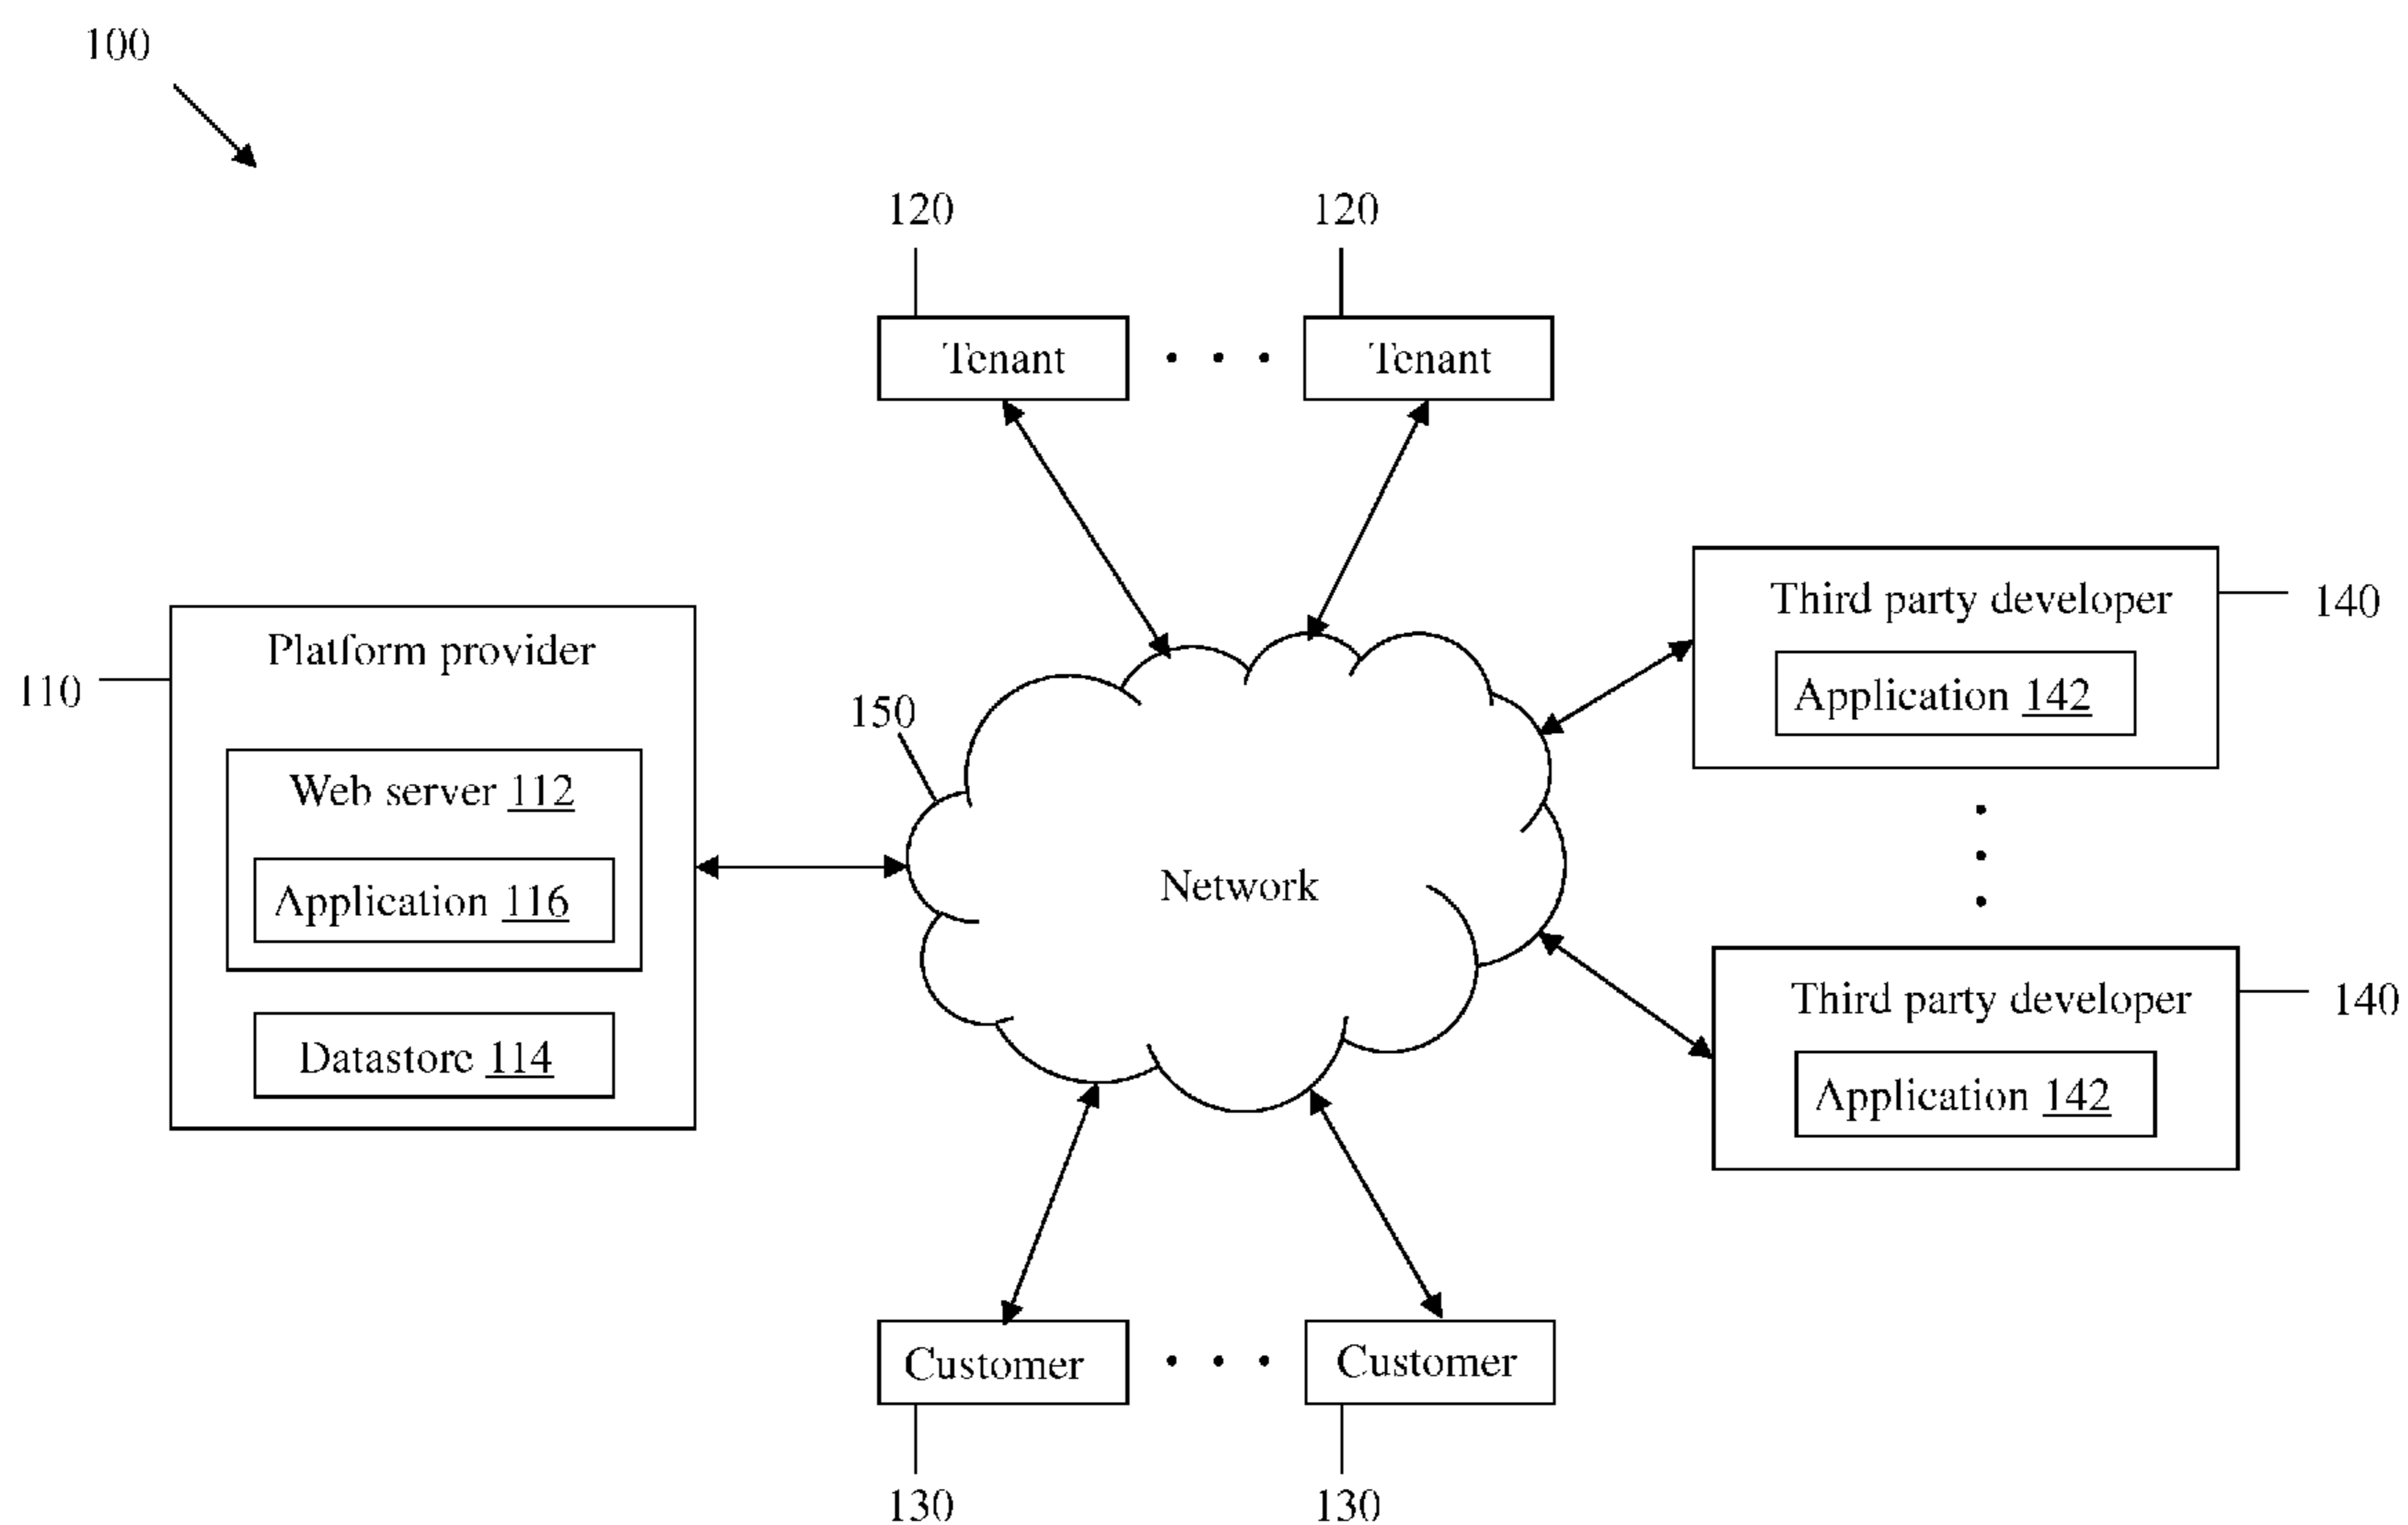 100
120
120
Tenant
Tenant
Third party developer
140
Application 142
Platform provider
110
150
Web server 112
Application 116
Network
Datastore 114
Third party developer
140
Application 142
Customer
Customer
130
130